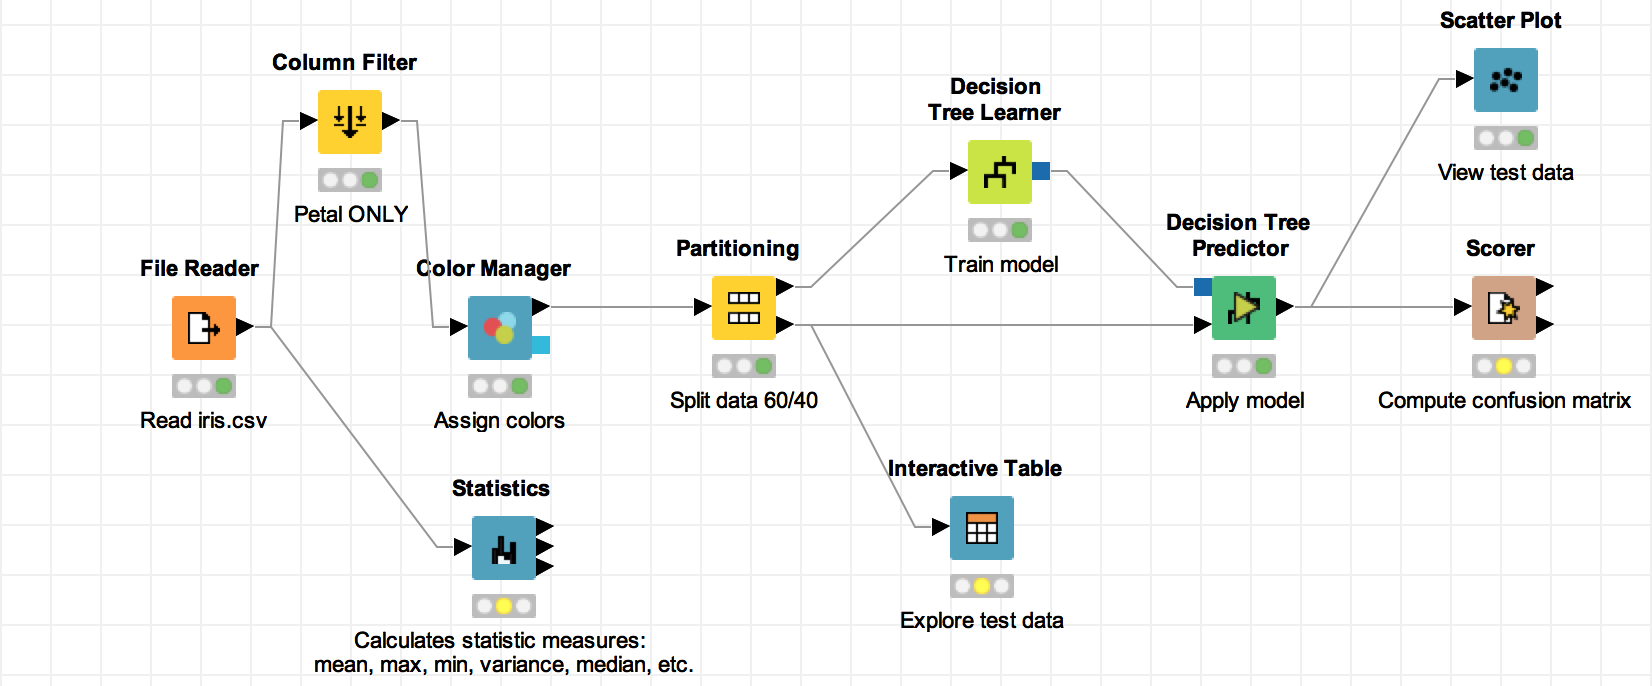 Scatter Plot
View test data
Column Filter
Petal ONLY
Decision
Tree Learner
Train model
File Reader
Read iris.csv
Color Manager
Assign colors
Partitioning
Split data 60/40
Decision Tree
Predictor
Apply model
Scorer
Compute confusion matrix
Statistics
Calculates statistic measures:
mean, max, min, variance, median, etc.
Interactive Table
Explore test data